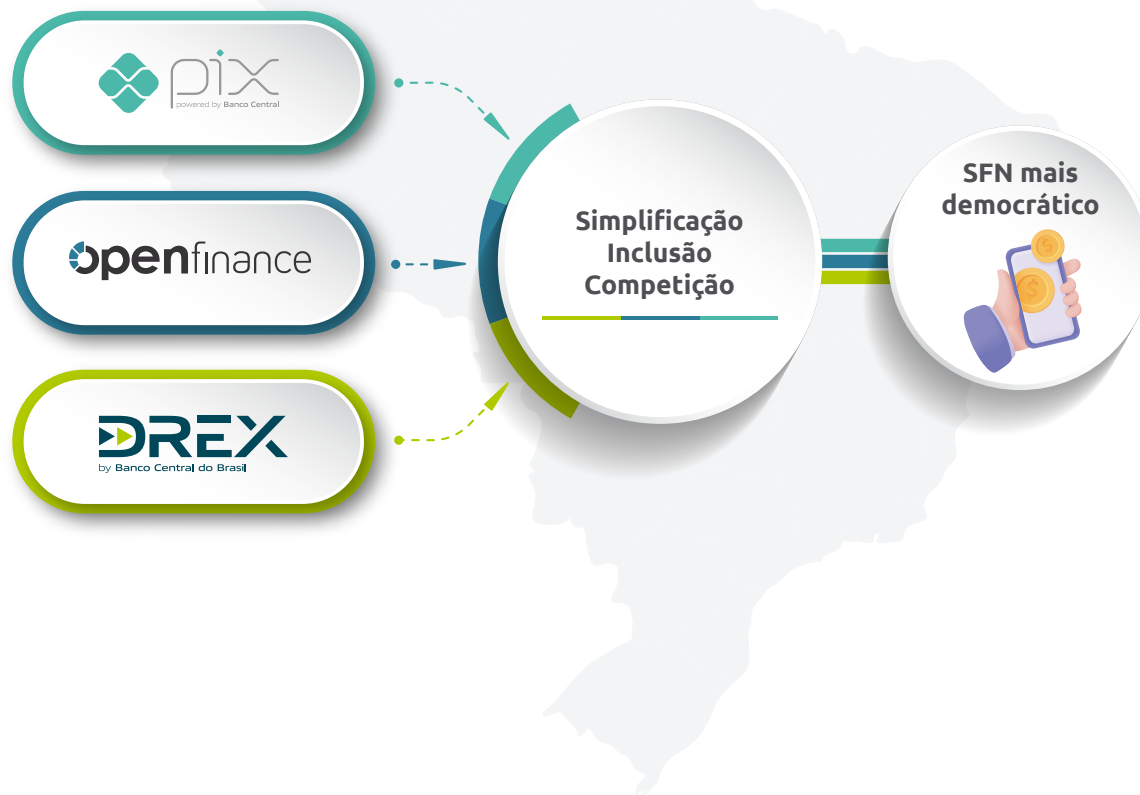 pix
powered by Banco Central
openfinance
DREX
by Banco Central do Brasil
Simplificação
Inclusão
Competição
SFN mais
democrático
$
$